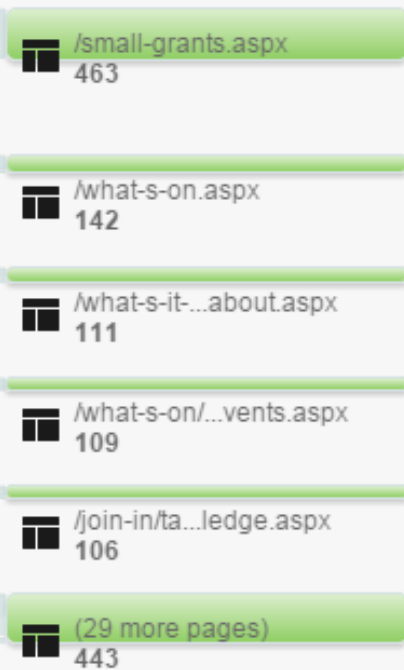 /small-grants.aspx
463
/what-s-on.aspx
142
/what-s-it-...about.aspx
111
/what-s-on/...vents.aspx
109
/join-in/ta...ledge.aspx
106
(29 more pages)
443